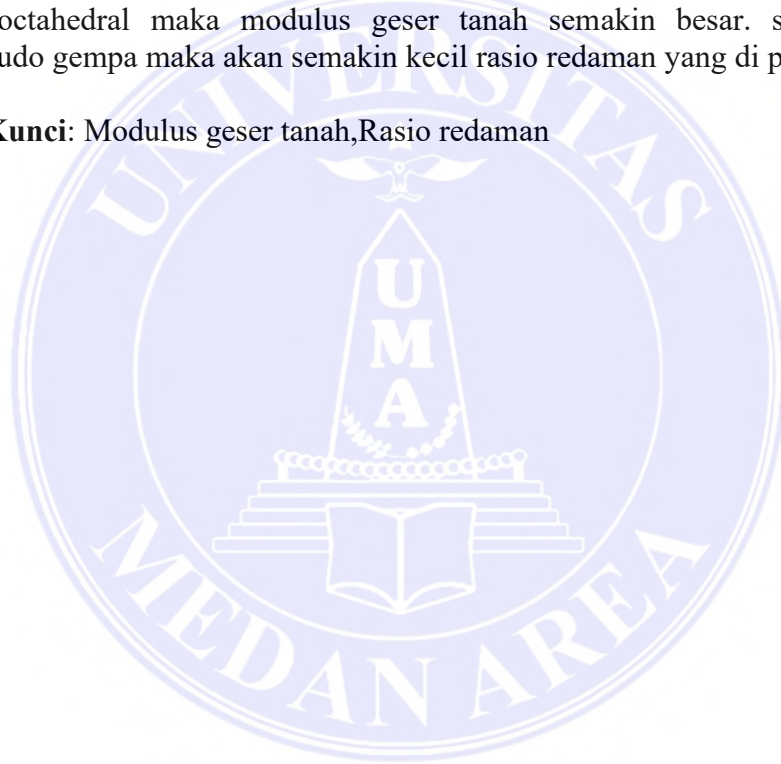 octahedral maka modulus geser tanah semakin besar. s
udo gempa maka akan semakin kecil rasio redaman yang di p
Kunci: Modulus geser tanah,Rasio redaman
UNIVERSITAS
U
M
A
MEDAN AREA